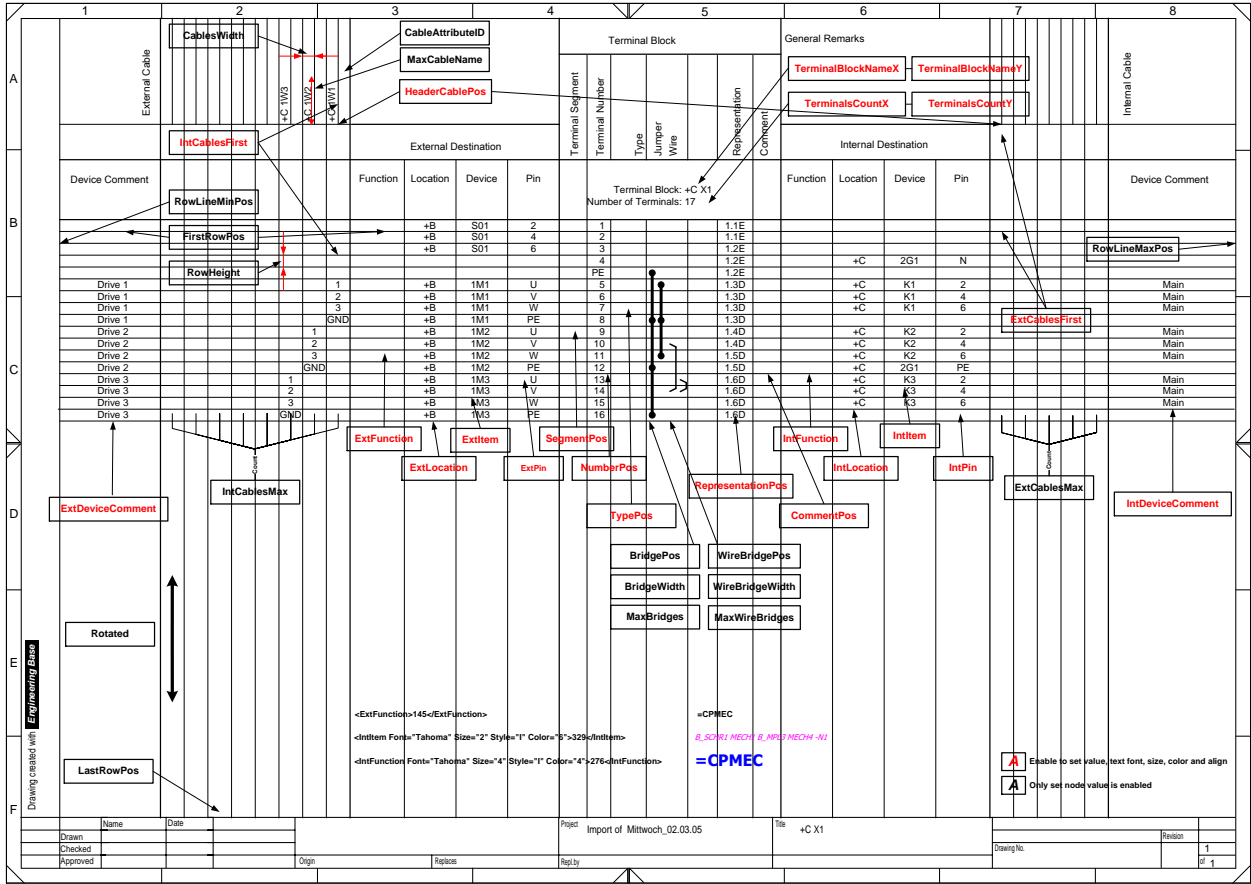 1 2 3 4 5 6 7 8
A
B
C
D
E
F
External Cable
CablesWidth
CableAttributeID
MaxCableName
HeaderCablePos
+C 1W3
+C 1W2
+C 1W1
IntCablesFirst
Terminal Block
General Remarks
TerminalBlockNameX TerminalBlockNameY
TerminalsCountX TerminalsCountY
Internal Cable
External Destination
Terminal Segment
Terminal Number
Type
Jumper
Wire
Representation
Comment
Internal Destination
Device Comment Function Location Device Pin
Function Location Device Pin Device Comment
Terminal Block: +C X1
Number of Terminals: 17
RowLineMinPos
FirstRowPos
RowHeight
RowLineMaxPos
ExtCablesFirst
+B S01 2 1 1.1E
+B S01 4 2 1.1E
+B S01 6 3 1.2E
4 1.2E +C 2G1 N
PE 1.2E
Drive 1 1 +B 1M1 U 5 1.3D +C K1 2 Main
Drive 1 2 +B 1M1 V 6 1.3D +C K1 4 Main
Drive 1 3 +B 1M1 W 7 1.3D +C K1 6 Main
Drive 1 GND +B 1M1 PE 8 1.3D
Drive 2 1 +B 1M2 U 9 1.4D +C K2 2 Main
Drive 2 2 +B 1M2 V 10 1.4D +C K2 4 Main
Drive 2 3 +B 1M2 W 11 1.5D +C K2 6 Main
Drive 2 GND +B 1M2 PE 12 1.5D +C 2G1 PE
Drive 3 1 +B 1M3 U 13 1.6D +C K3 2 Main
Drive 3 2 +B 1M3 V 14 1.6D +C K3 4 Main
Drive 3 3 +B 1M3 W 15 1.6D +C K3 6 Main
Drive 3 GND +B 1M3 PE 16 1.6D
ExtFunction ExtItem SegmentPos IntFunction IntItem
ExtLocation ExtPin NumberPos IntLocation IntPin
Count
Count
IntCablesMax
RepresentationPos
ExtCablesMax
ExtDeviceComment
TypePos
CommentPos
IntDeviceComment
BridgePos WireBridgePos
BridgeWidth WireBridgeWidth
MaxBridges MaxWireBridges
Rotated
Drawing created with Engineering Base
<ExtFunction>145</ExtFunction> =CPMEC
<IntItem Font="Tahoma" Size="2" Style="I" Color="6">329</IntItem> B_SCHR1 MECH1 B_MPL3 MECH4 -N1
<IntFunction Font="Tahoma" Size="4" Style="I" Color="4">276</IntFunction> =CPMEC
LastRowPos
A Enable to set value, text font, size, color and align
A Only set node value is enabled
Name Date
Drawn
Checked
Approved
Origin
Replaces
Project
Import of Mittwoch_02.03.05
Repl.by
Title
+C X1
Drawing No.
Revision
1
of 1